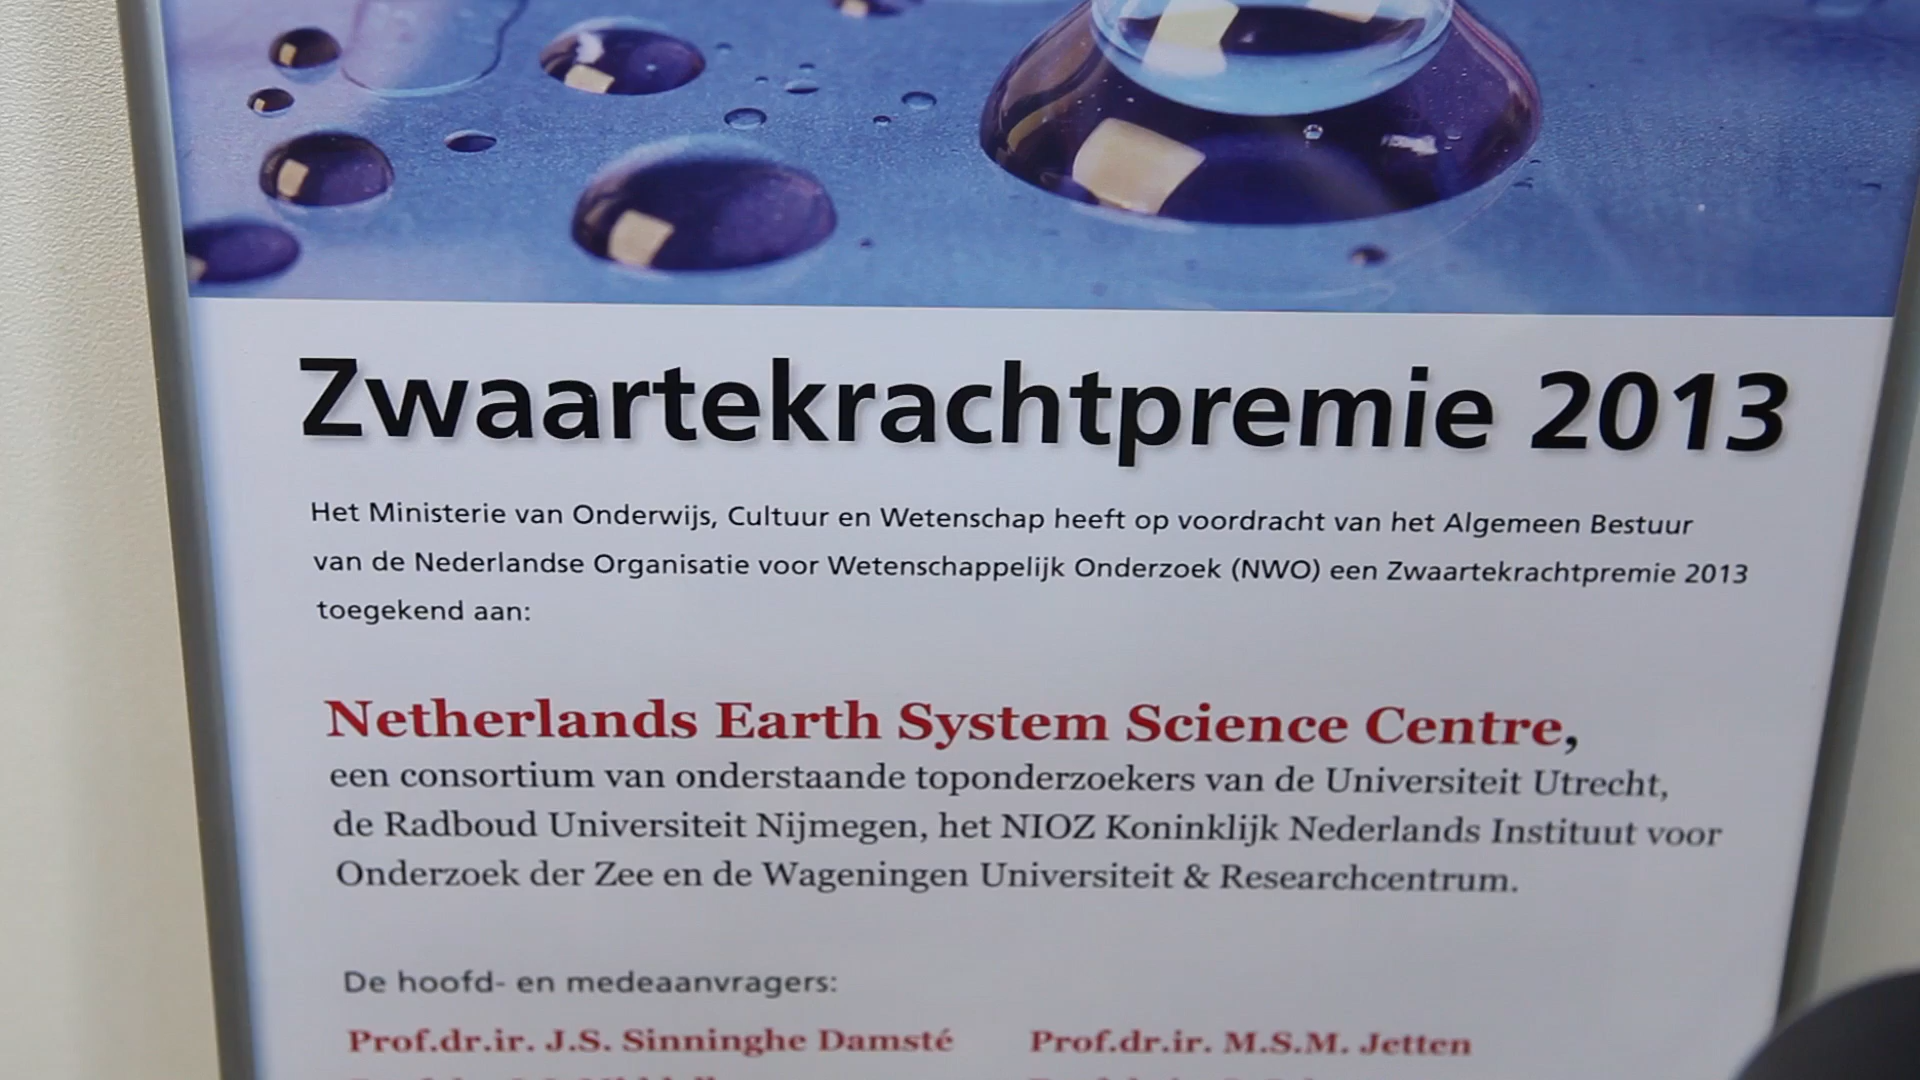 Zwaartekrachtpremie 2013
Het Ministerie van Onderwijs, Cultuur en Wetenschap heeft op voordracht van het Algemeen Bestuur
van de Nederlandse Organisatie voor Wetenschappelijk Onderzoek (NWO) een Zwaartekrachtpremie 2013
toegekend aan:
Netherlands Earth System Science Centre,
een consortium van onderstaande toponderzoekers van de Universiteit Utrecht,
de Radboud Universiteit Nijmegen, het NIOZ Koninklijk Nederlands Instituut voor
Onderzoek der Zee en de Wageningen Universiteit & Researchcentrum.
De hoofd- en medeaanvragers:
Prof.dr.ir. J.S. Sinninghe Damsté Prof.dr.ir. M.S.M. Jetten